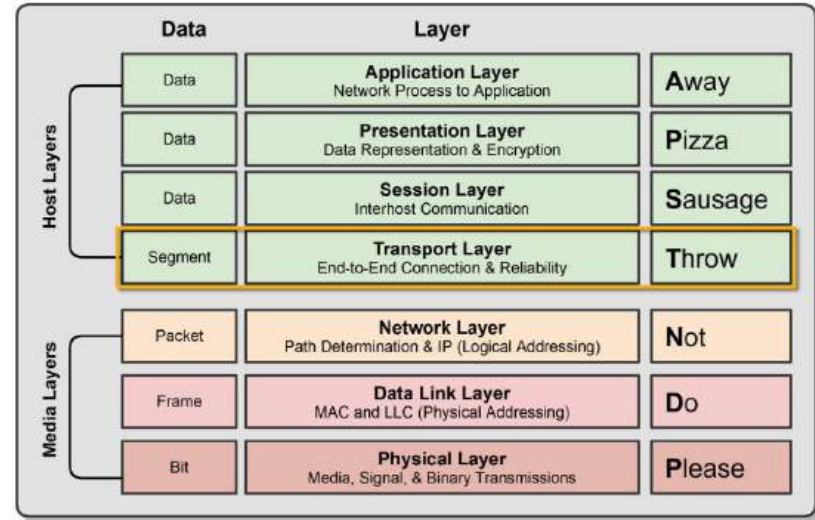 Data Layer
Host Layers
Data
Application Layer
Network Process to Application
Away
Data
Presentation Layer
Data Representation & Encryption
Pizza
Data
Session Layer
Interhost Communication
Sausage
Segment
Transport Layer
End-to-End Connection & Reliability
Throw
Media Layers
Packet
Network Layer
Path Determination & IP (Logical Addressing)
Not
Frame
Data Link Layer
MAC and LLC (Physical Addressing)
Do
Bit
Physical Layer
Media, Signal, & Binary Transmissions
Please